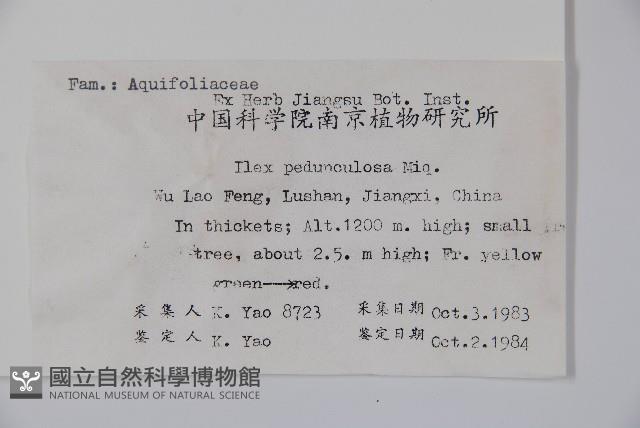 Fam.: Aquifoliaceae
Ex Herb Jiangsu Bot. Inst.
中国科学院南京植物研究所
Ilex pedunculosa Miq.
Wu Lao Feng, Lushan, Jiangxi, China
In thickets; Alt.1200 m. high; small
tree, about 2.5. m high; Fr. yellow
green--→red.
采集人 K. Yao 8723 采集日期 Oct.3.1983
鉴定人 K. Yao 鉴定日期 Oct.2.1984
國立自然科學博物館
NATIONAL MUSEUM OF NATURAL SCIENCE